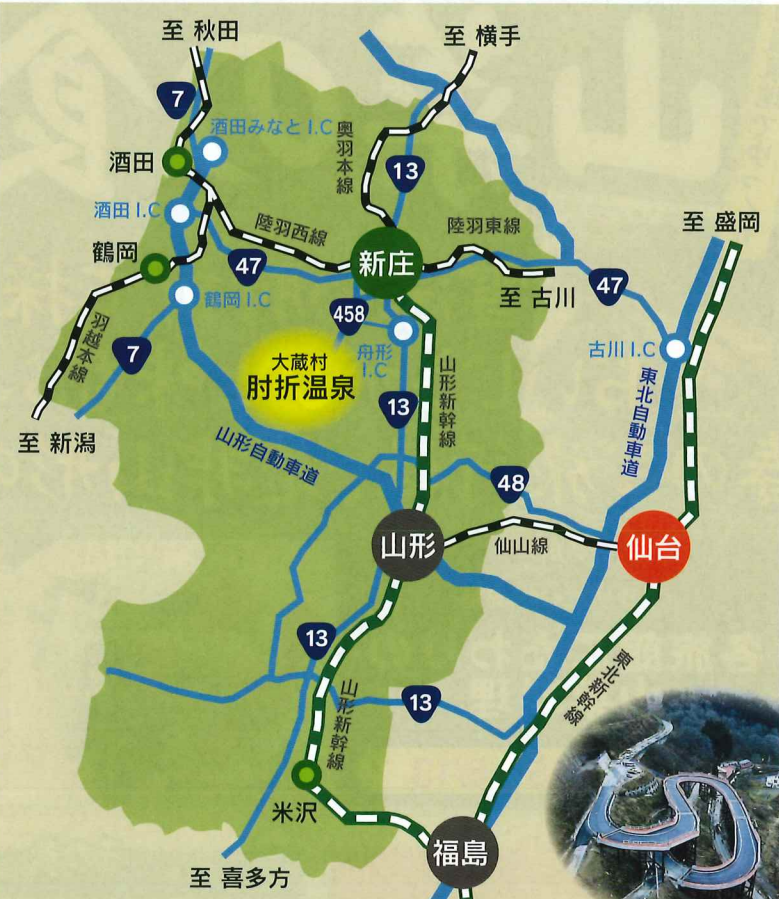 至 秋田
至 横手
7
酒田みなと I.C
奥羽本線
酒田
13
酒田 I.C
陸羽西線
陸羽東線
至 盛岡
鶴岡
新庄
47
47
至 古川
鶴岡 I.C
458
羽越本線
7
大蔵村
肘折温泉
舟形
I.C
古川 I.C
山形新幹線
13
東北自動車道
至 新潟
山形自動車道
48
山形
仙山線
仙台
13
東北新幹線
山形新幹線
13
米沢
福島
至 喜多方